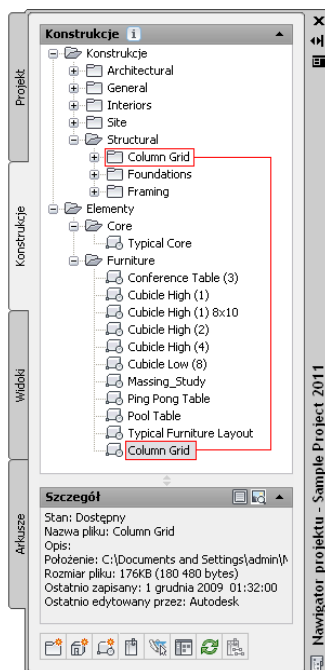 Konstrukcje
Konstrukcje
Architectural
General
Interiors
Site
Structural
Column Grid
Foundations
Framing
Elementy
Core
Typical Core
Furniture
Conference Table (3)
Cubicle High (1)
Cubicle High (1) 8x10
Cubicle High (2)
Cubicle High (4)
Cubicle Low (8)
Massing_Study
Ping Pong Table
Pool Table
Typical Furniture Layout
Column Grid
Szczegół
Stan: Dostępny
Nazwa pliku: Column Grid
Opis:
Położenie: C:\Documents and Settings\admin\
Rozmiar pliku: 176KB (180 480 bytes)
Ostatnio zapisany: 1 grudnia 2009 01:32:00
Ostatnio edytowany przez: Autodesk
Projekt
Konstrukcje
Widoki
Arkusze
Nawigator projektu - Sample Project 2011